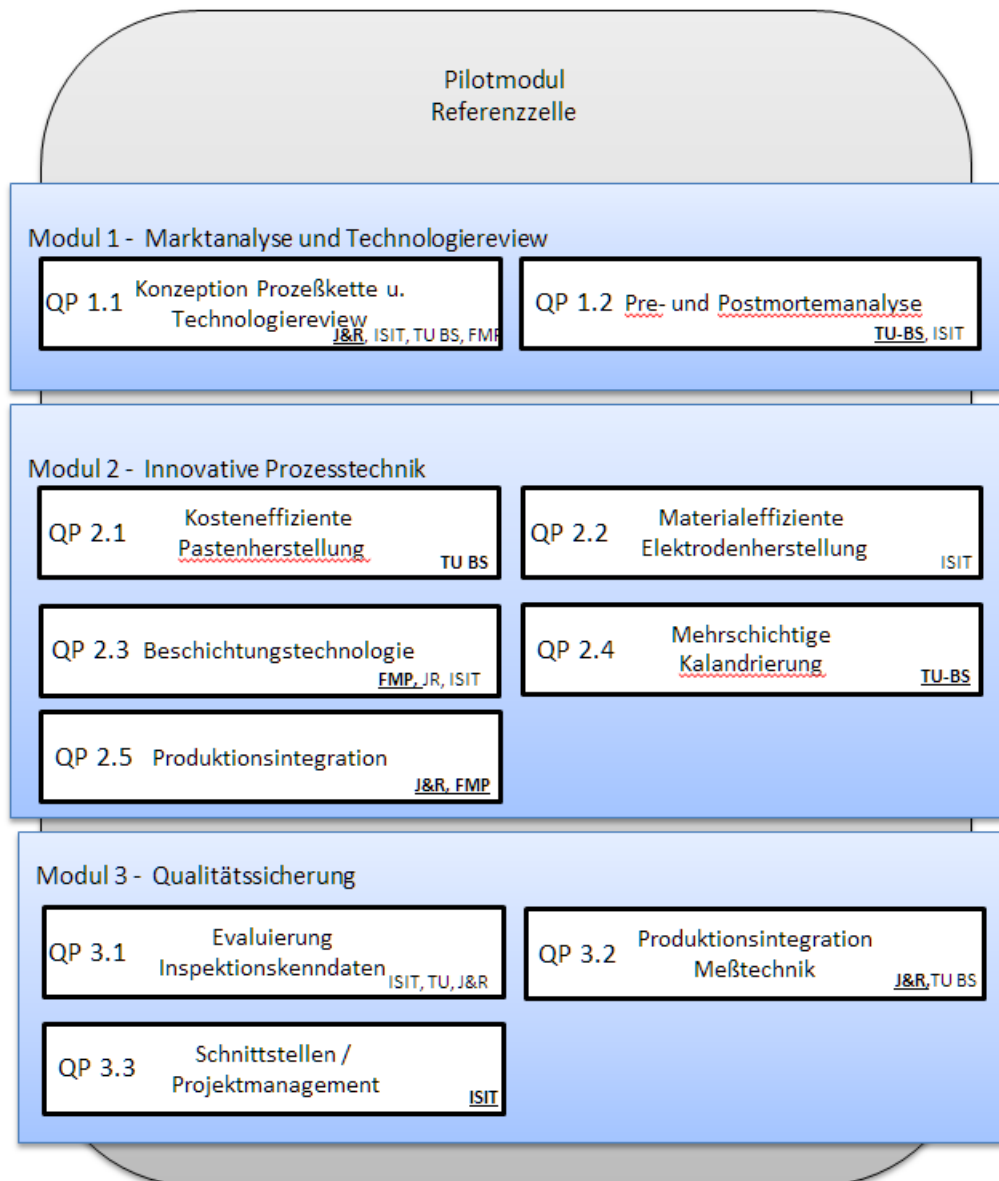 Pilotmodul
Referenzzelle
Modul 1 - Marktanalyse und Technologiereview
QP 1.1 Konzeption Prozeßkette u.
Technologiereview
J&R, ISIT, TU BS, FMP
QP 1.2 Pre- und Postmortemanalyse
TU-BS, ISIT
Modul 2 - Innovative Prozesstechnik
QP 2.1 Kosteneffiziente
Pastenherstellung
TU BS
QP 2.2 Materialeffiziente
Elektrodenherstellung
ISIT
QP 2.3 Beschichtungstechnologie
FMP, JR, ISIT
QP 2.4 Mehrschichtige
Kalandrierung
TU-BS
QP 2.5 Produktionsintegration
J&R, FMP
Modul 3 - Qualitätssicherung
QP 3.1 Evaluierung
Inspektionskenndaten
ISIT, TU, J&R
QP 3.2 Produktionsintegration
Meßtechnik
J&R,TU BS
QP 3.3 Schnittstellen /
Projektmanagement
ISIT